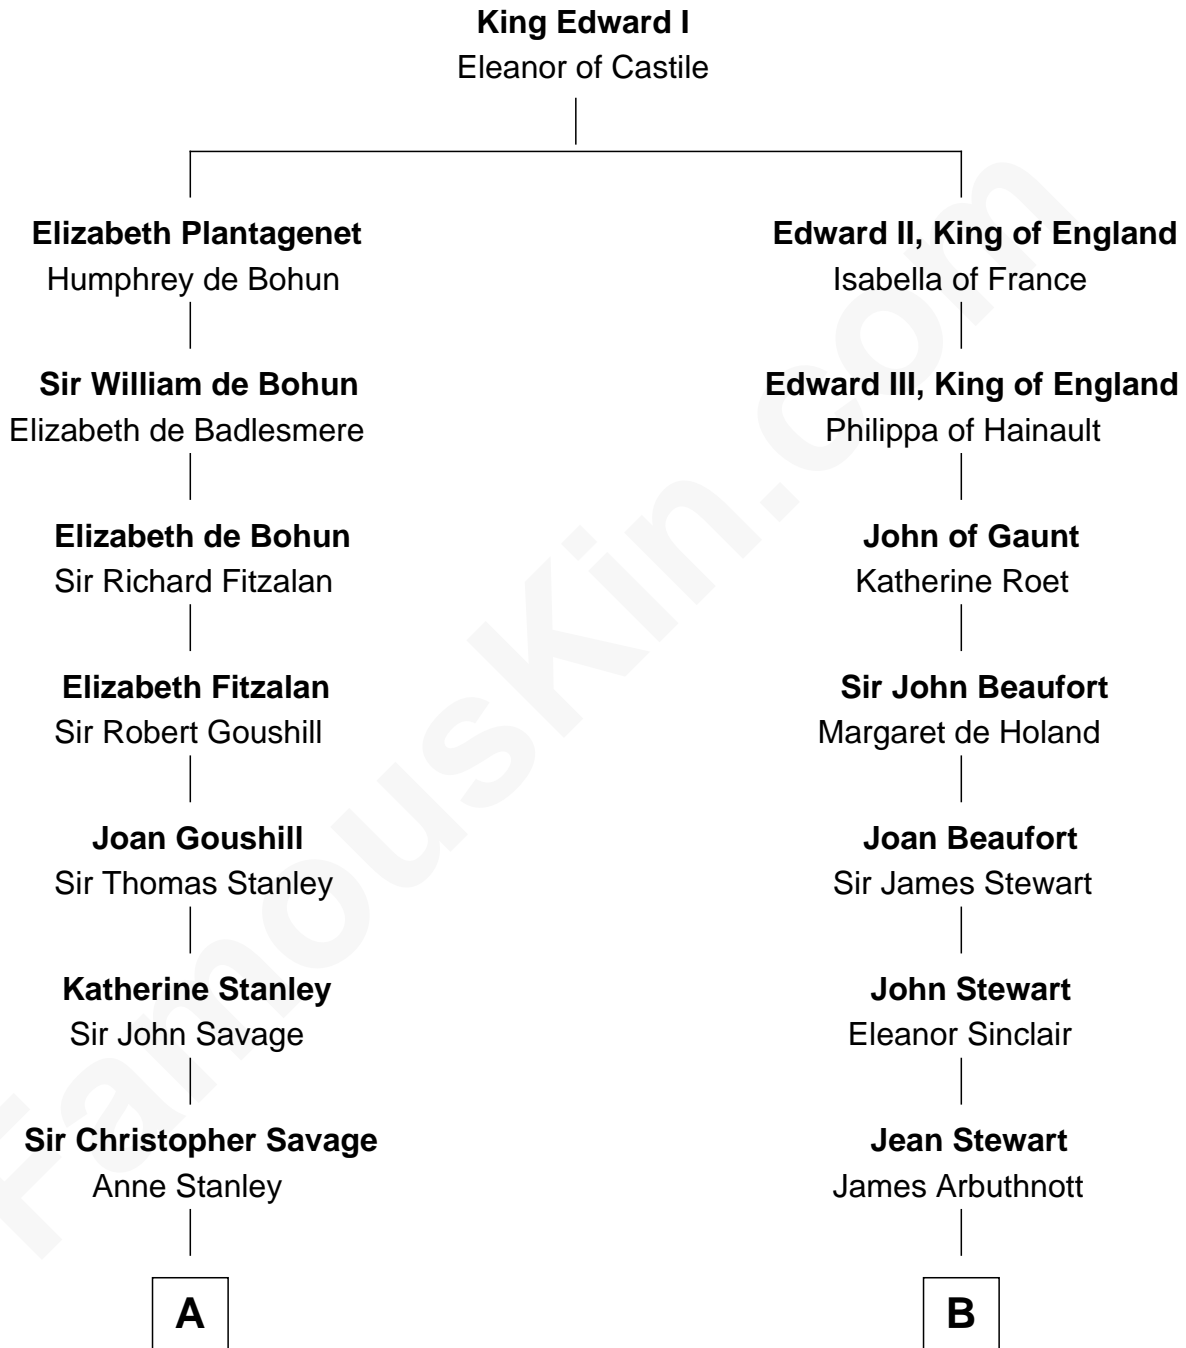 King Edward I
Eleanor of Castile
Elizabeth Plantagenet
Humphrey de Bohun
Edward II, King of England
Isabella of France
Sir William de Bohun
Elizabeth de Badlesmere
Edward III, King of England
Philippa of Hainault
Elizabeth de Bohun
Sir Richard Fitzalan
John of Gaunt
Katherine Roet
Elizabeth Fitzalan
Sir Robert Goushill
Sir John Beaufort
Margaret de Holand
Joan Goushill
Sir Thomas Stanley
Joan Beaufort
Sir James Stewart
Katherine Stanley
Sir John Savage
John Stewart
Eleanor Sinclair
Sir Christopher Savage
Anne Stanley
Jean Stewart
James Arbuthnott
A
B
FamousKin.com